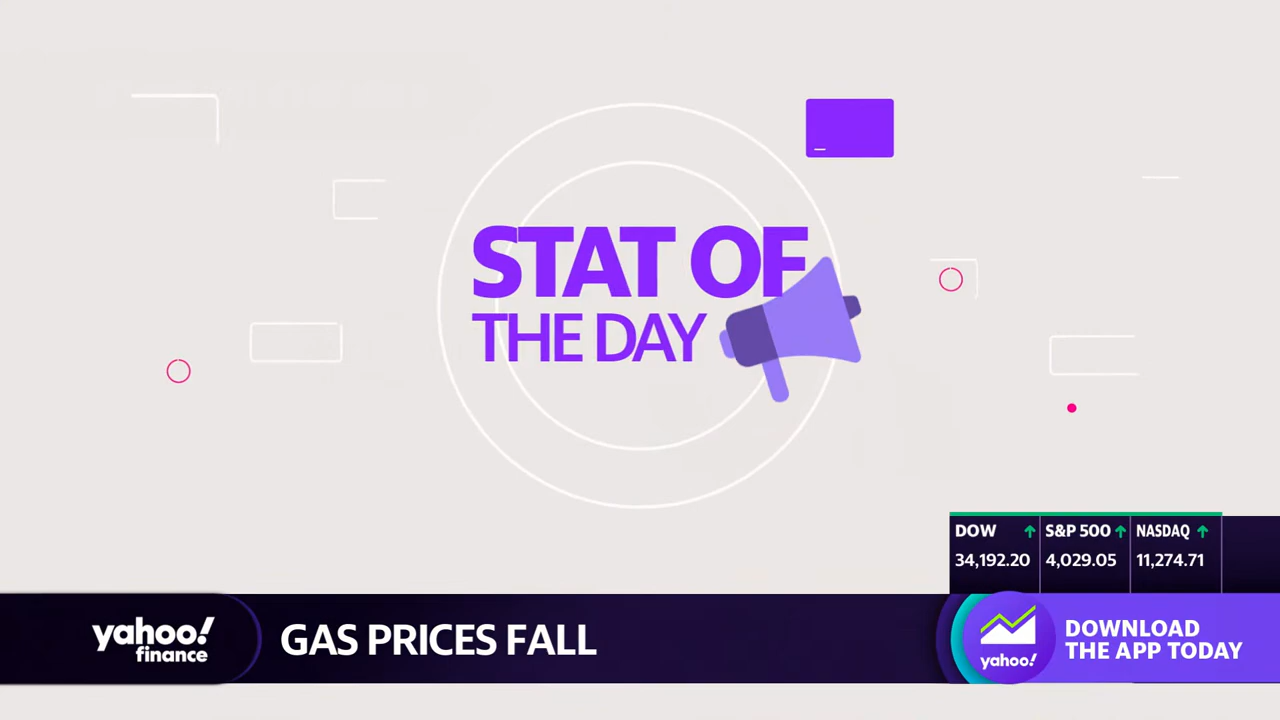 STAT OF
THE DAY
DOW
34,192.20
S&P 500
4,029.05
NASDAQ
11,274.71
yahoo!
finance
GAS PRICES FALL
yahoo!
DOWNLOAD
THE APP TODAY